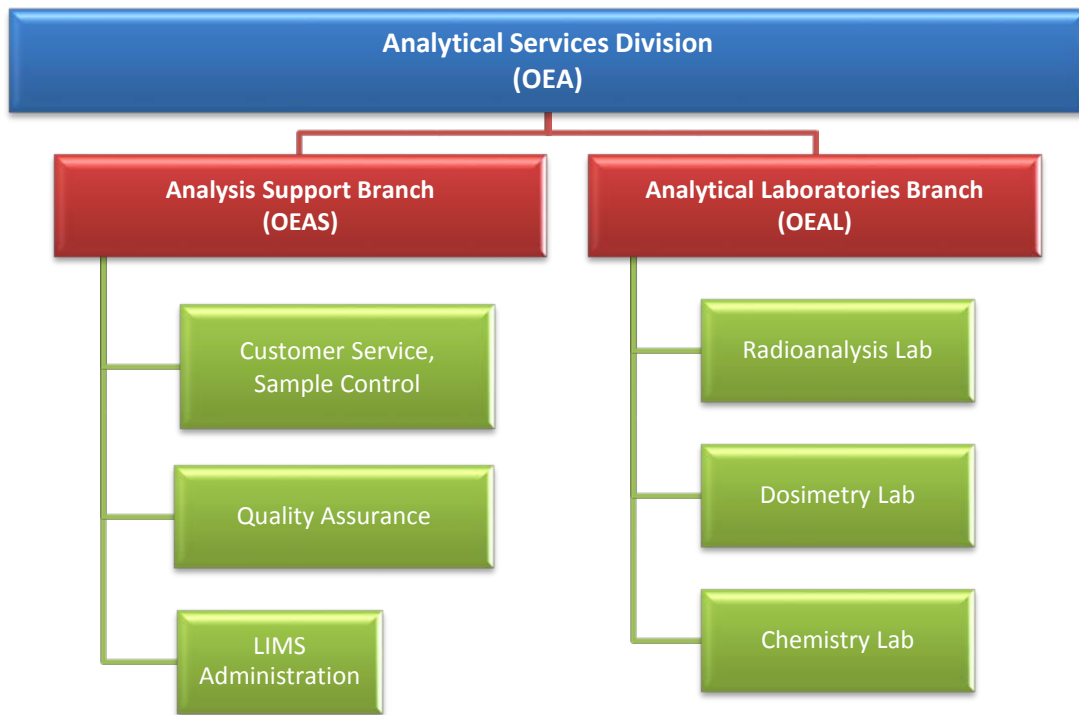 Analytical Services Division
(OEA)
Analysis Support Branch
(OEAS)
Analytical Laboratories Branch
(OEAL)
Customer Service,
Sample Control
Quality Assurance
LIMS
Administration
Radioanalysis Lab
Dosimetry Lab
Chemistry Lab